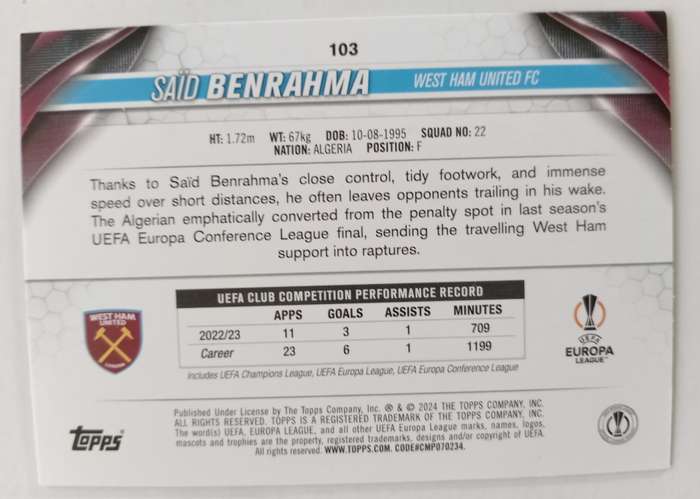 103
SAÏD BENRAHMA WEST HAM UNITED FC
HT: 1.72m WT: 67kg DOB: 10-08-1995 SQUAD NO: 22
NATION: ALGERIA POSITION: F
Thanks to Saïd Benrahma's close control, tidy footwork, and immense
speed over short distances, he often leaves opponents trailing in his wake.
The Algerian emphatically converted from the penalty spot in last season's
UEFA Europa Conference League final, sending the travelling West Ham
support into raptures.
UEFA CLUB COMPETITION PERFORMANCE RECORD
APPS GOALS ASSISTS MINUTES
2022/23 11 3 1 709
Career 23 6 1 1199
Includes UEFA Champions League, UEFA Europa League, UEFA Europa Conference League
WEST HAM
UNITED
LONDON
UEFA
EUROPA
LEAGUE™
Topps®
Published Under License by The Topps Company, Inc. ® & © 2024 THE TOPPS COMPANY, INC.
ALL RIGHTS RESERVED. TOPPS IS A REGISTERED TRADEMARK OF THE TOPPS COMPANY, INC.
The word(s) UEFA, EUROPA LEAGUE, and all other UEFA Europa League marks, names, logos,
mascots and trophies are the property, registered trademarks, designs and/or copyright of UEFA.
All rights reserved. WWW.TOPPS.COM. CODE#CMP070234.